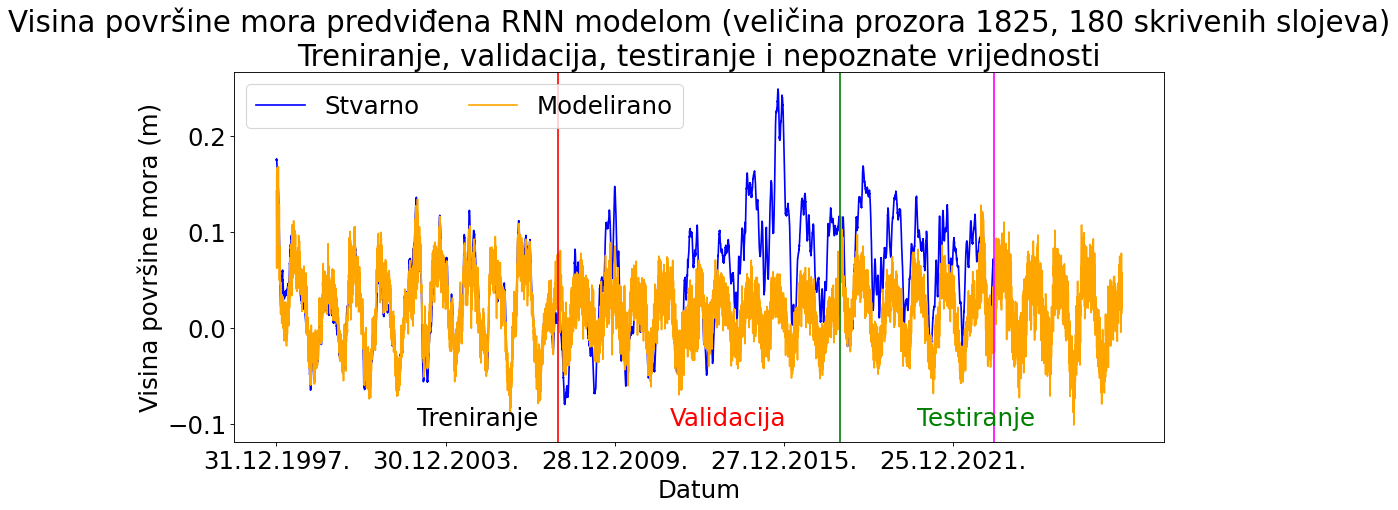 Visina površine mora predviđena RNN modelom (veličina prozora 1825, 180 skrivenih slojeva)
Treniranje, validacija, testiranje i nepoznate vrijednosti
Stvarno
Modelirano
Visina površine mora (m)
0.2
0.1
0.0
−0.1
Treniranje
Validacija
Testiranje
31.12.1997.
30.12.2003.
28.12.2009.
27.12.2015.
25.12.2021.
Datum